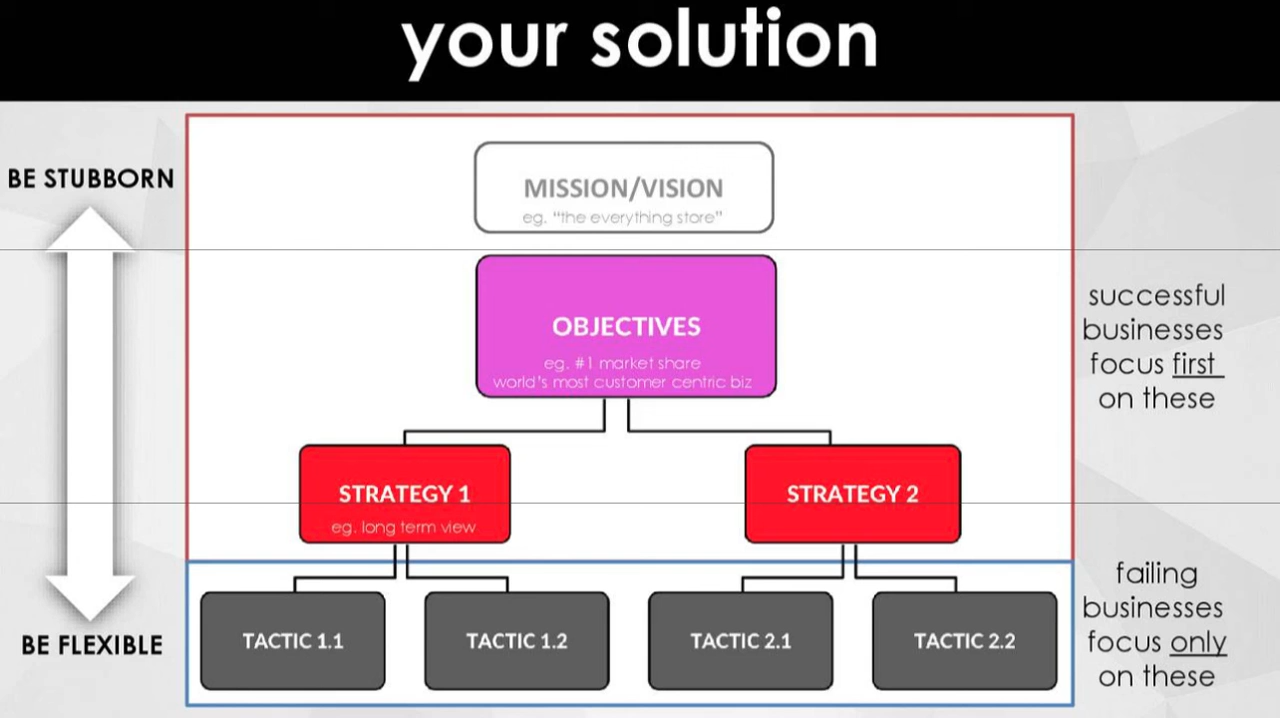 your solution
BE STUBBORN
MISSION/VISION
eg. “the everything store”
OBJECTIVES
eg. #1 market share
world's most customer centric biz
successful
businesses
focus first
on these
STRATEGY 1
eg. long term view
STRATEGY 2
BE FLEXIBLE
TACTIC 1.1
TACTIC 1.2
TACTIC 2.1
TACTIC 2.2
failing
businesses
focus only
on these